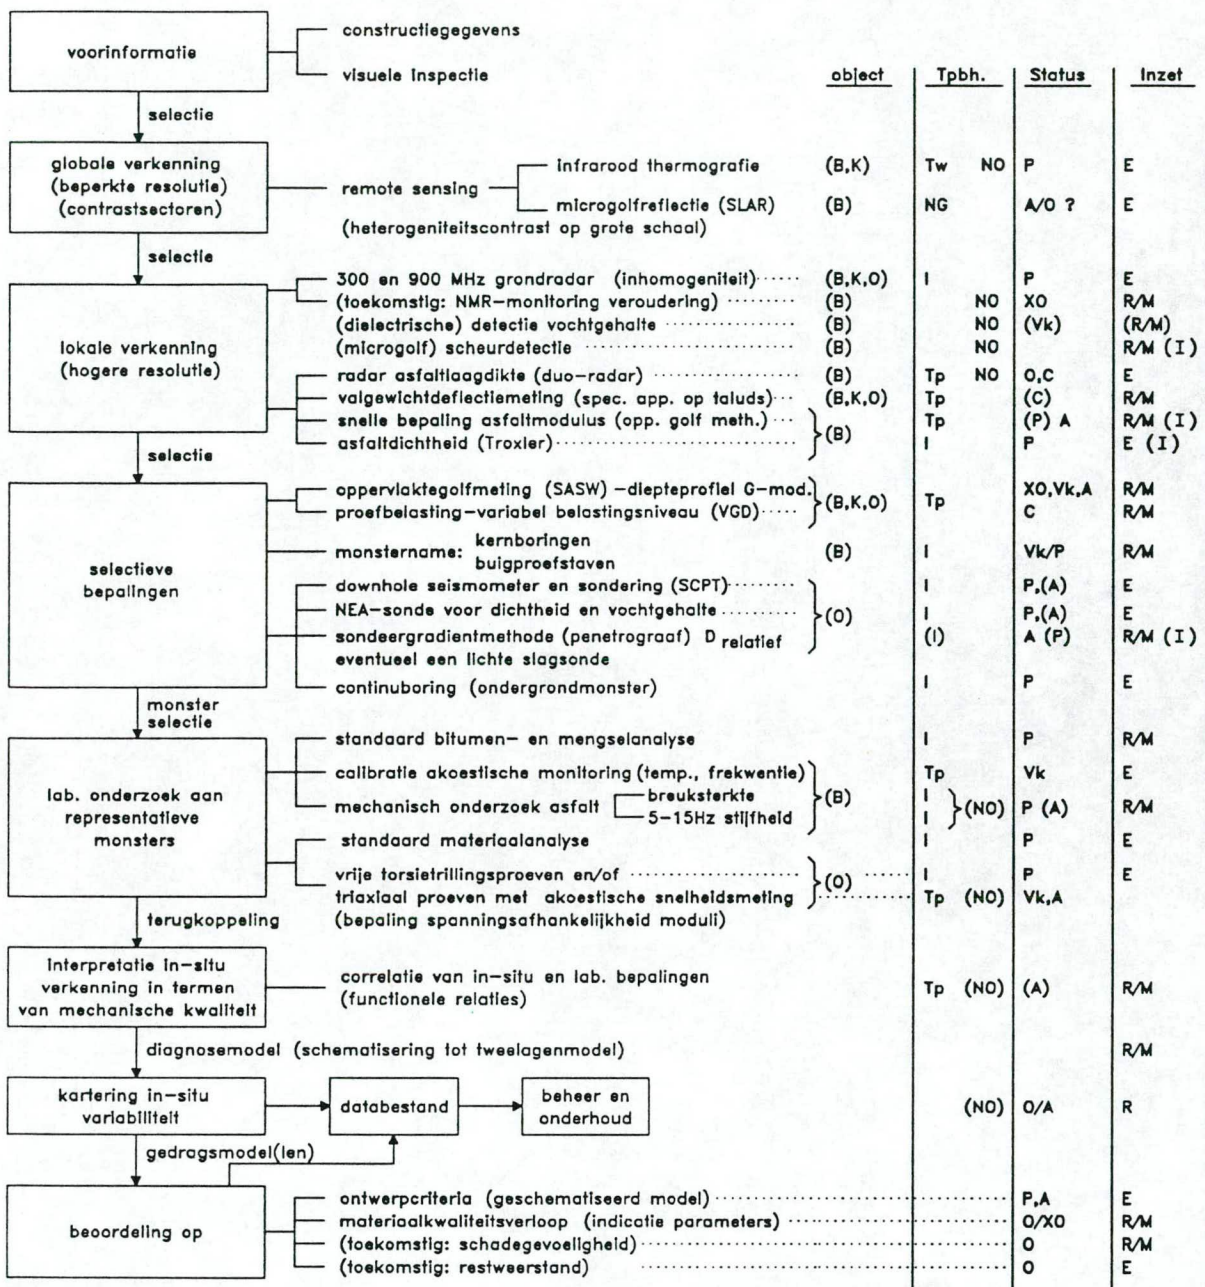 constructiegegevens
voorinformatie
visuele inspectie
object Tpbh. Status Inzet
selectie
globale verkenning
(beperkte resolutie)
(contrastsectoren)
infrarood thermografie (B,K) Tw NO P E
remote sensing
microgolfreflectie (SLAR) (B) NG A/O ? E
(heterogeniteitscontrast op grote schaal)
selectie
300 en 900 MHz grondradar (inhomogeniteit) (B,K,O) I P E
(toekomstig: NMR-monitoring veroudering) (B) NO XO R/M
(dielectrische) detectie vochtgehalte (B) NO (Vk) (R/M)
lokale verkenning
(hogere resolutie)
(microgolf) scheurdetectie (B) NO R/M (I)
radar asfaltlaagdikte (duo-radar) (B) Tp NO O,C E
valgewichtdeflectiemeting (spec. app. op taluds) (B,K,O) Tp (C) R/M
snelle bepaling asfaltmodulus (opp. golf meth.) Tp (P) A R/M (I)
(B)
asfaltdichtheid (Troxler) I P E (I)
selectie
oppervlaktegolfmeting (SASW) -diepteprofiel G-mod. XO,Vk,A R/M
(B,K,O) Tp
proefbelasting-variabel belastingsniveau (VGD) C R/M
monstername: kernboringen
buigproefstaven
(B) I Vk/P R/M
selectieve
bepalingen
downhole seismometer en sondering (SCPT) I P,(A) E
NEA-sonde voor dichtheid en vochtgehalte (O) I P,(A) E
sondeergradientmethode (penetrograaf) D relatief (I) A (P) R/M (I)
eventueel een lichte slagsonde
continuboring (ondergrondmonster) I P E
monster
selectie
standaard bitumen- en mengselanalyse I P R/M
calibratie akoestische monitoring (temp., frekwentie) Tp Vk E
lab. onderzoek aan
representatieve
monsters
mechanisch onderzoek asfalt (B)
breuksterkte I
5-15Hz stijfheid I
(NO) P (A) R/M
standaard materiaalanalyse I P E
vrije torsietrillingsproeven en/of (O) I P E
triaxiaal proeven met akoestische snelheidsmeting Tp (NO) Vk,A
(bepaling spanningsafhankelijkheid moduli)
terugkoppeling
interpretatie in-situ
verkenning in termen
van mechanische kwaliteit
correlatie van in-situ en lab. bepalingen
(functionele relaties)
Tp (NO) (A) R/M
diagnosemodel (schematisering tot tweelagenmodel) R/M
kartering in-situ
variabiliteit
databestand
beheer en
onderhoud
(NO) O/A R
gedragsmodel(len)
beoordeling op
ontwerpcriteria (geschematiseerd model) P,A E
materiaalkwaliteitsverloop (indicatie parameters) O/XO R/M
(toekomstig: schadegevoeligheid) O R/M
(toekomstig: restweerstand) O E